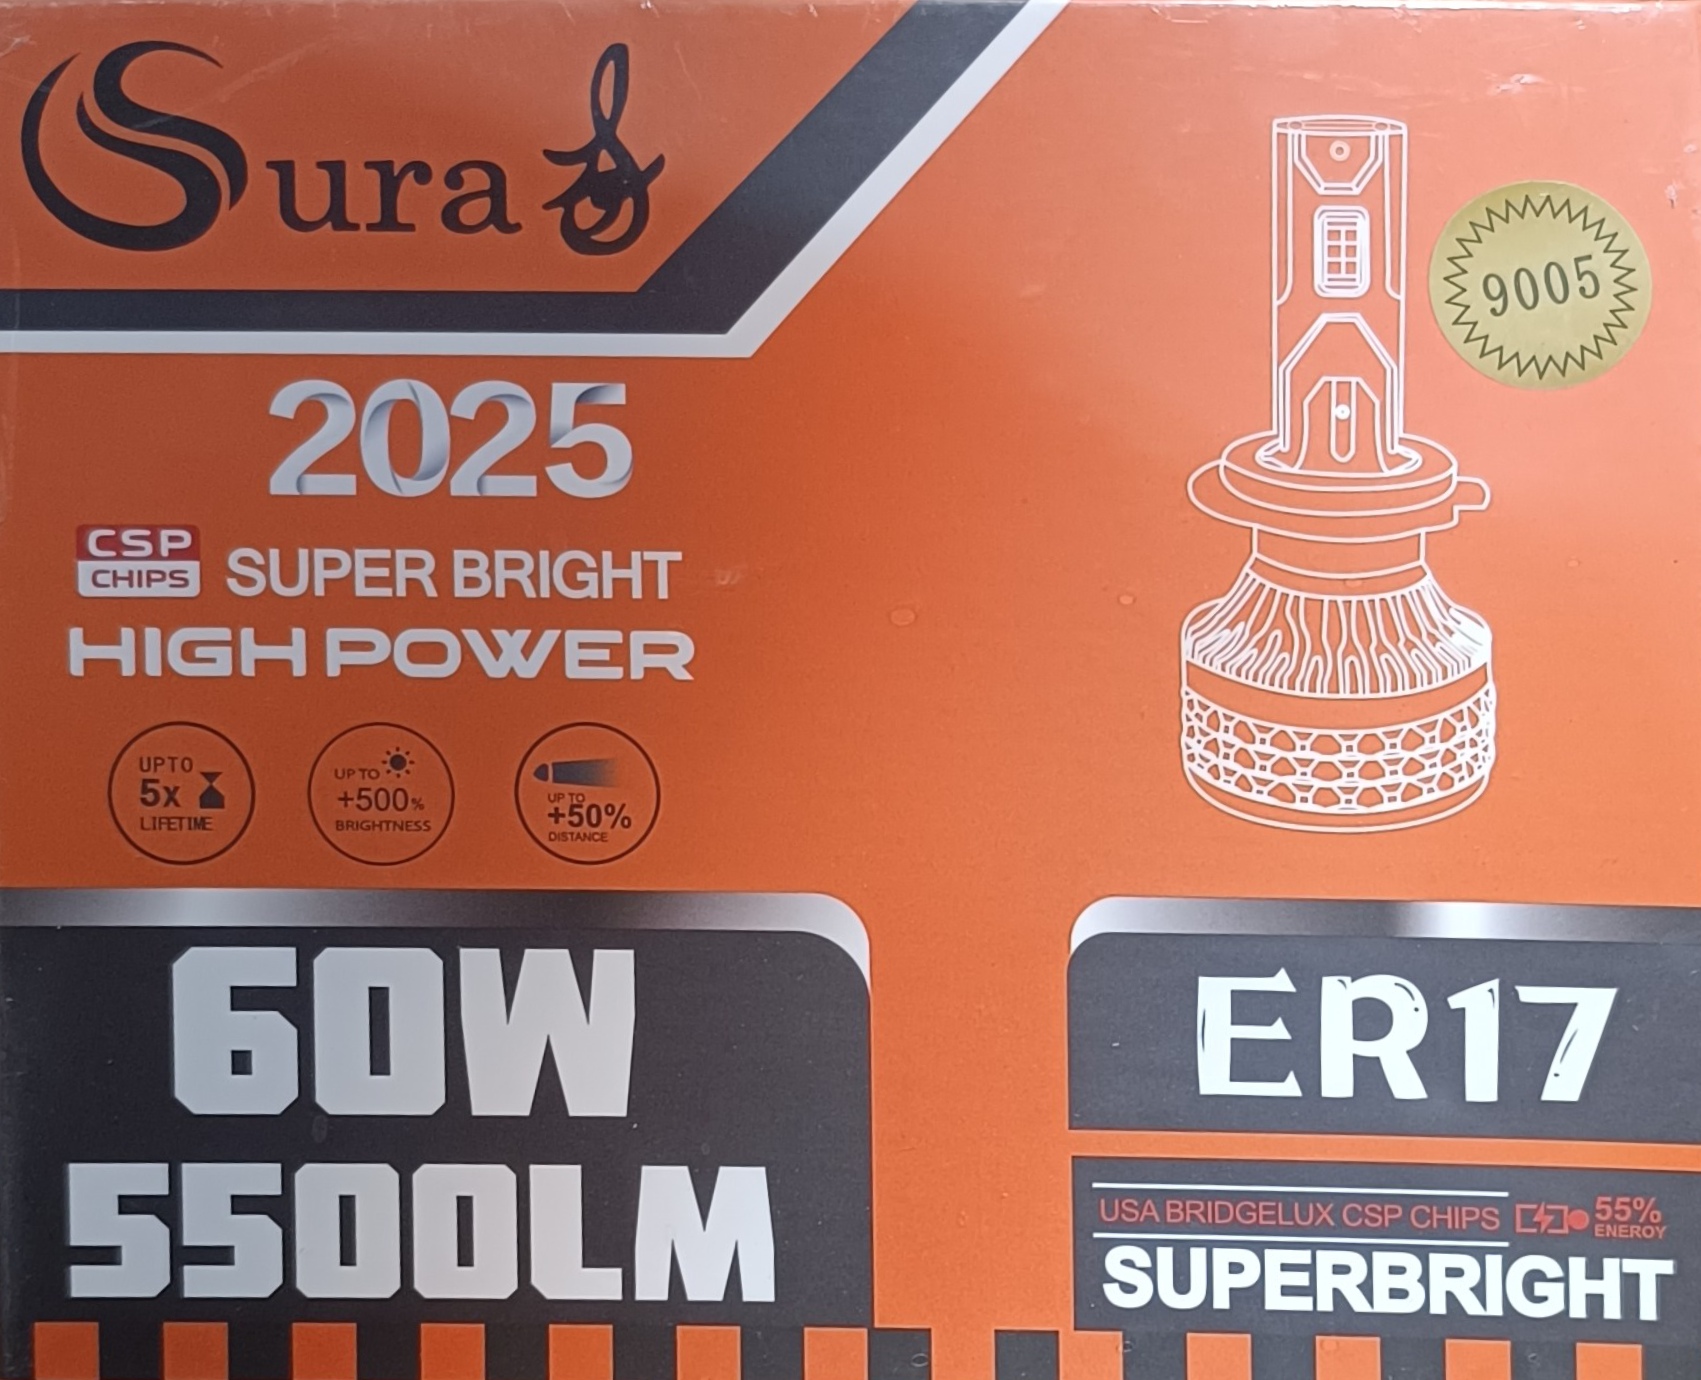 Sura
9005
2025
CSP
CHIPS
SUPER BRIGHT
HIGH POWER
UPTO
5x
LIFETIME
UP TO
+500%
BRIGHTNESS
UP TO
+50%
DISTANCE
60W
5500LM
ER17
USA BRIDGELUX CSP CHIPS
55%
ENEROY
SUPERBRIGHT